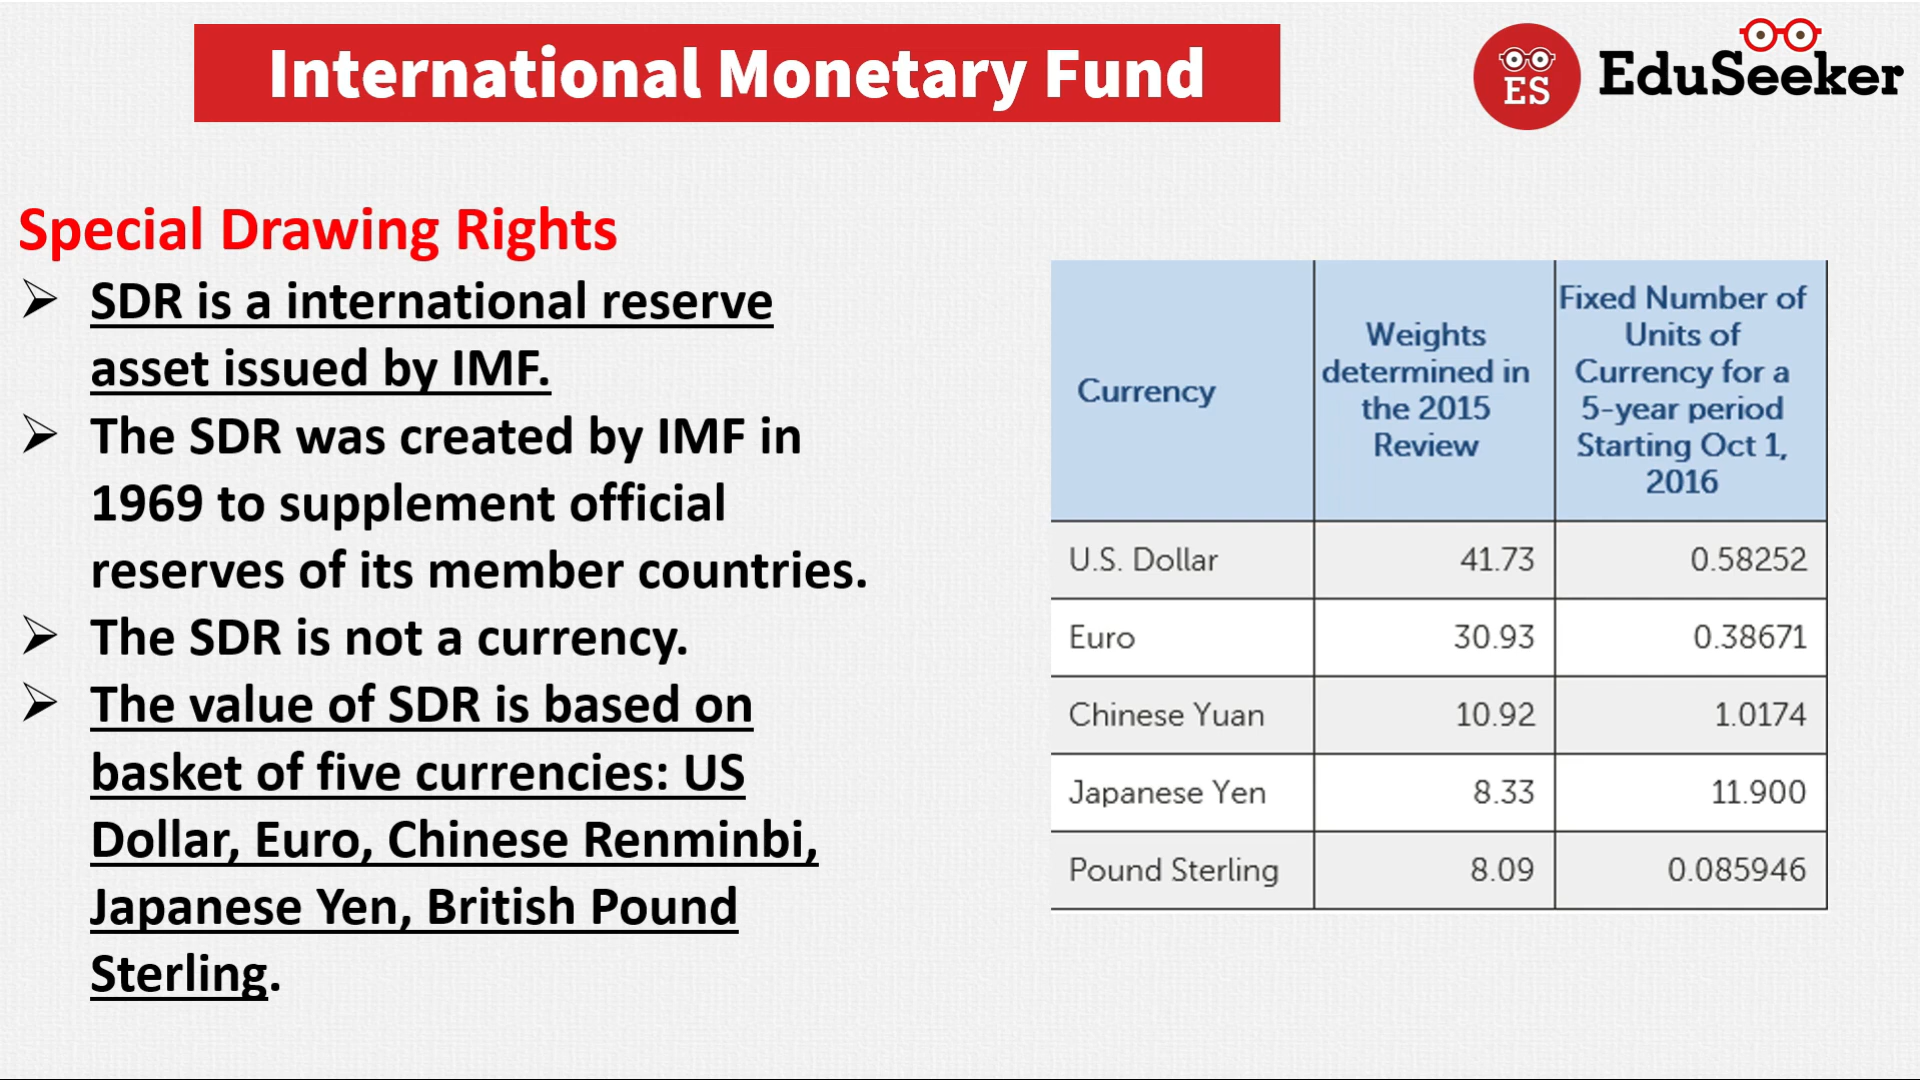 International Monetary Fund
ES
EduSeeker
Special Drawing Rights
➢ SDR is a international reserve
asset issued by IMF.
➢ The SDR was created by IMF in
1969 to supplement official
reserves of its member countries.
➢ The SDR is not a currency.
➢ The value of SDR is based on
basket of five currencies: US
Dollar, Euro, Chinese Renminbi,
Japanese Yen, British Pound
Sterling.
Currency
Weights
determined in
the 2015
Review
Fixed Number of
Units of
Currency for a
5-year period
Starting Oct 1,
2016
U.S. Dollar 41.73 0.58252
Euro 30.93 0.38671
Chinese Yuan 10.92 1.0174
Japanese Yen 8.33 11.900
Pound Sterling 8.09 0.085946